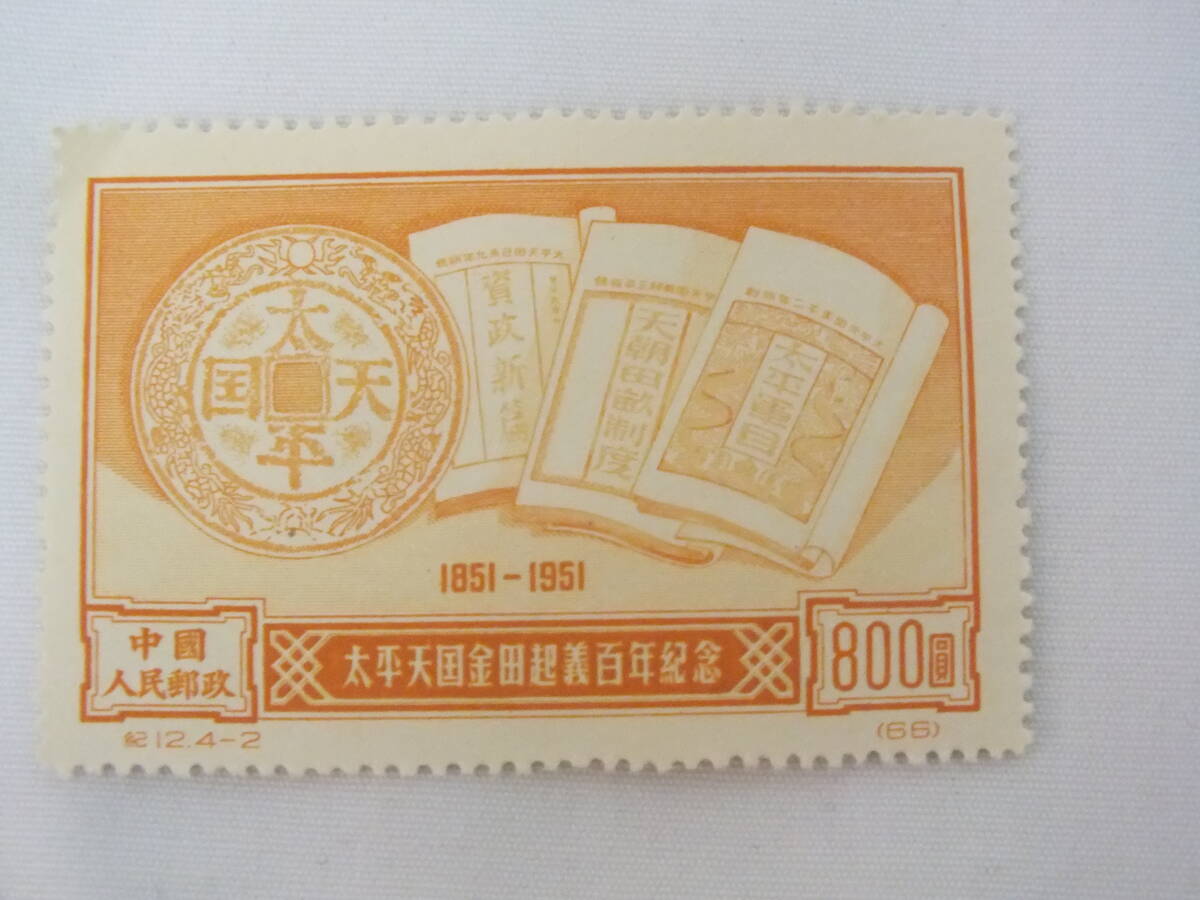 太平天国
資政新篇
天朝田畝制度
太平書目
1851-1951
中國
人民郵政
太平天国金田起義百年紀念
800圓
紀12.4-2
(66)